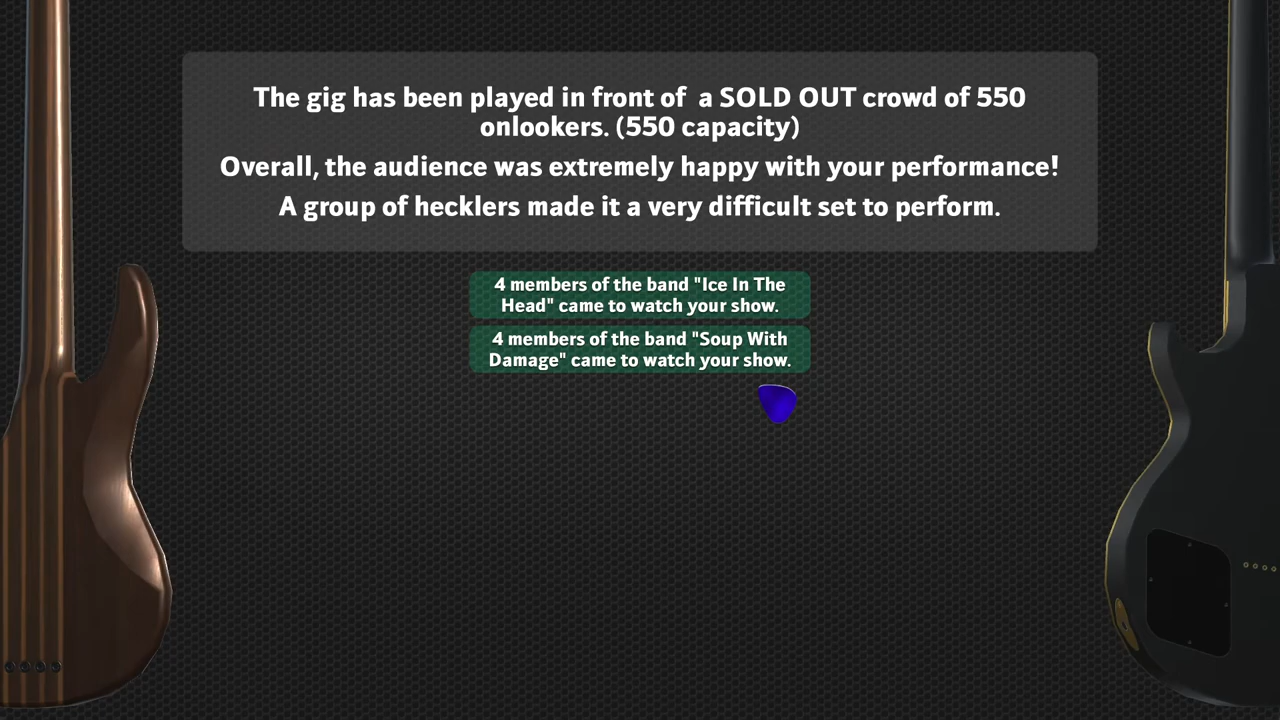 The gig has been played in front of  a SOLD OUT crowd of 550
onlookers. (550 capacity)
Overall, the audience was extremely happy with your performance!
A group of hecklers made it a very difficult set to perform.
4 members of the band "Ice In The
Head" came to watch your show.
4 members of the band "Soup With
Damage" came to watch your show.